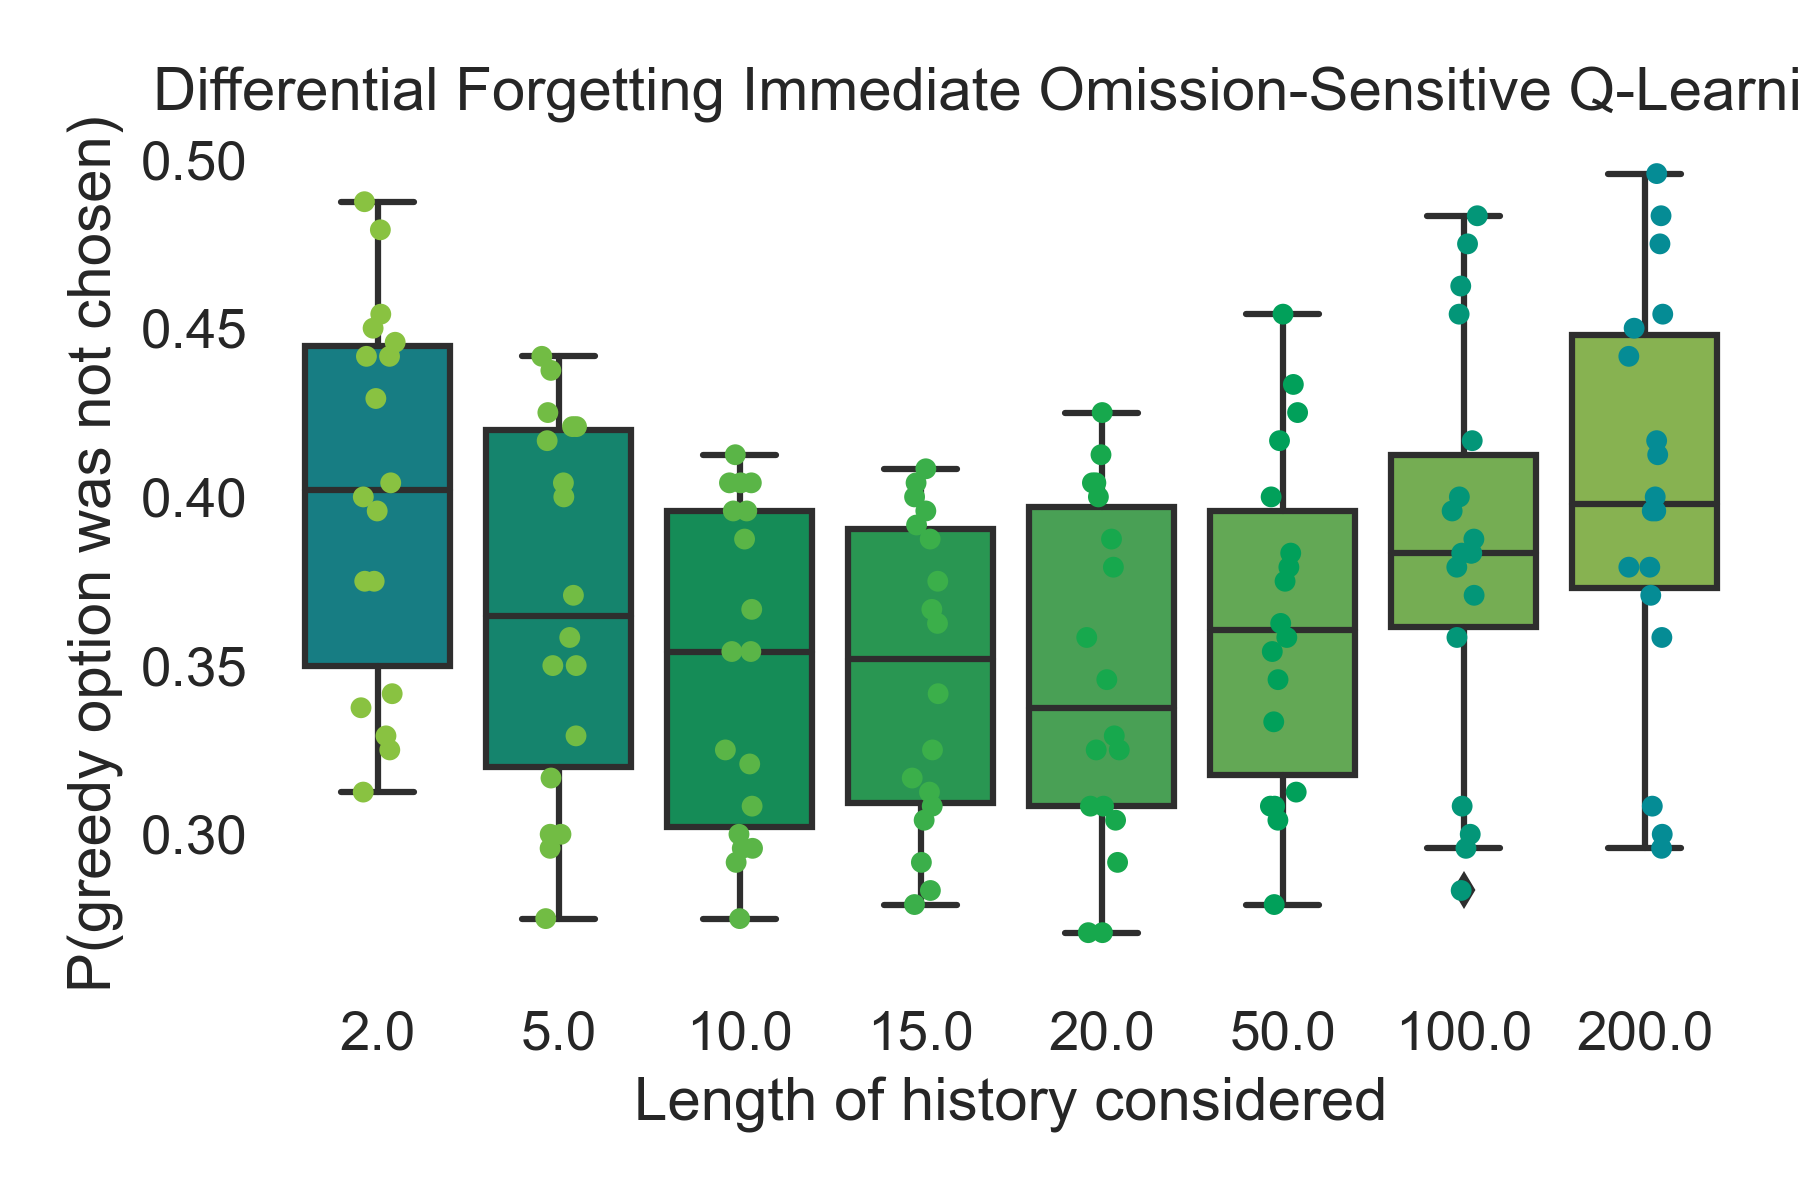 Differential Forgetting Immediate Omission-Sensitive Q-Learni
P(greedy option was not chosen)
0.50
0.45
0.40
0.35
0.30
2.0 5.0 10.0 15.0 20.0 50.0 100.0 200.0
Length of history considered